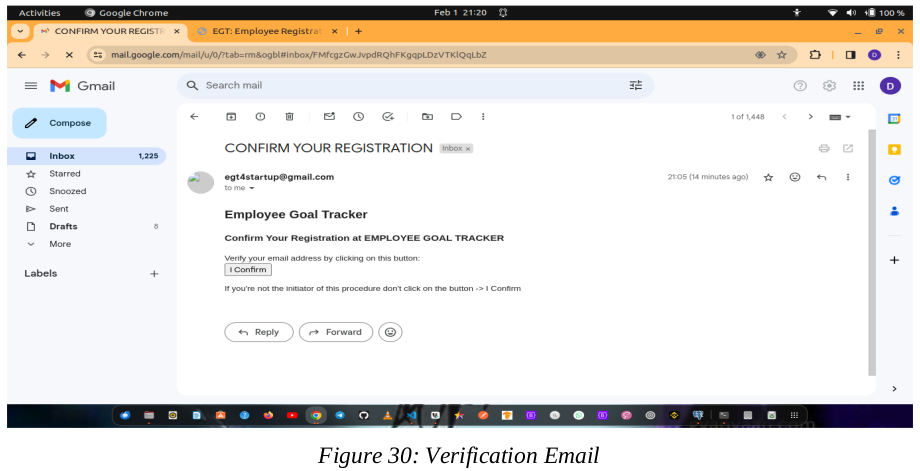 Activities Google Chrome Feb 1 21:20 100 %
CONFIRM YOUR REGISTR × EGT: Employee Registrat × +
mail.google.com/mail/u/0/?tab=rm&ogbl#inbox/FMfcgzGwJvpdRQhFKgqpLDzVTKlQqLbZ D
Gmail Search mail D
Compose 1 of 1,448
Inbox 1,225
CONFIRM YOUR REGISTRATION Inbox ×
Starred
egt4startup@gmail.com 21:05 (14 minutes ago)
to me
Snoozed
Sent
Employee Goal Tracker
Drafts 8
Confirm Your Registration at EMPLOYEE GOAL TRACKER
More
Verify your email address by clicking on this button:
I Confirm
Labels +
If you're not the initiator of this procedure don't click on the button -> I Confirm
Reply Forward
Figure 30: Verification Email